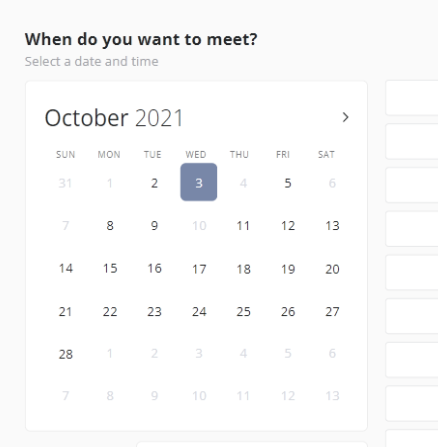 When do you want to meet?
Select a date and time
October 2021
SUN MON TUE WED THU FRI SAT
31 1 2 3 4 5 6
7 8 9 10 11 12 13
14 15 16 17 18 19 20
21 22 23 24 25 26 27
28 1 2 3 4 5 6
7 8 9 10 11 12 13